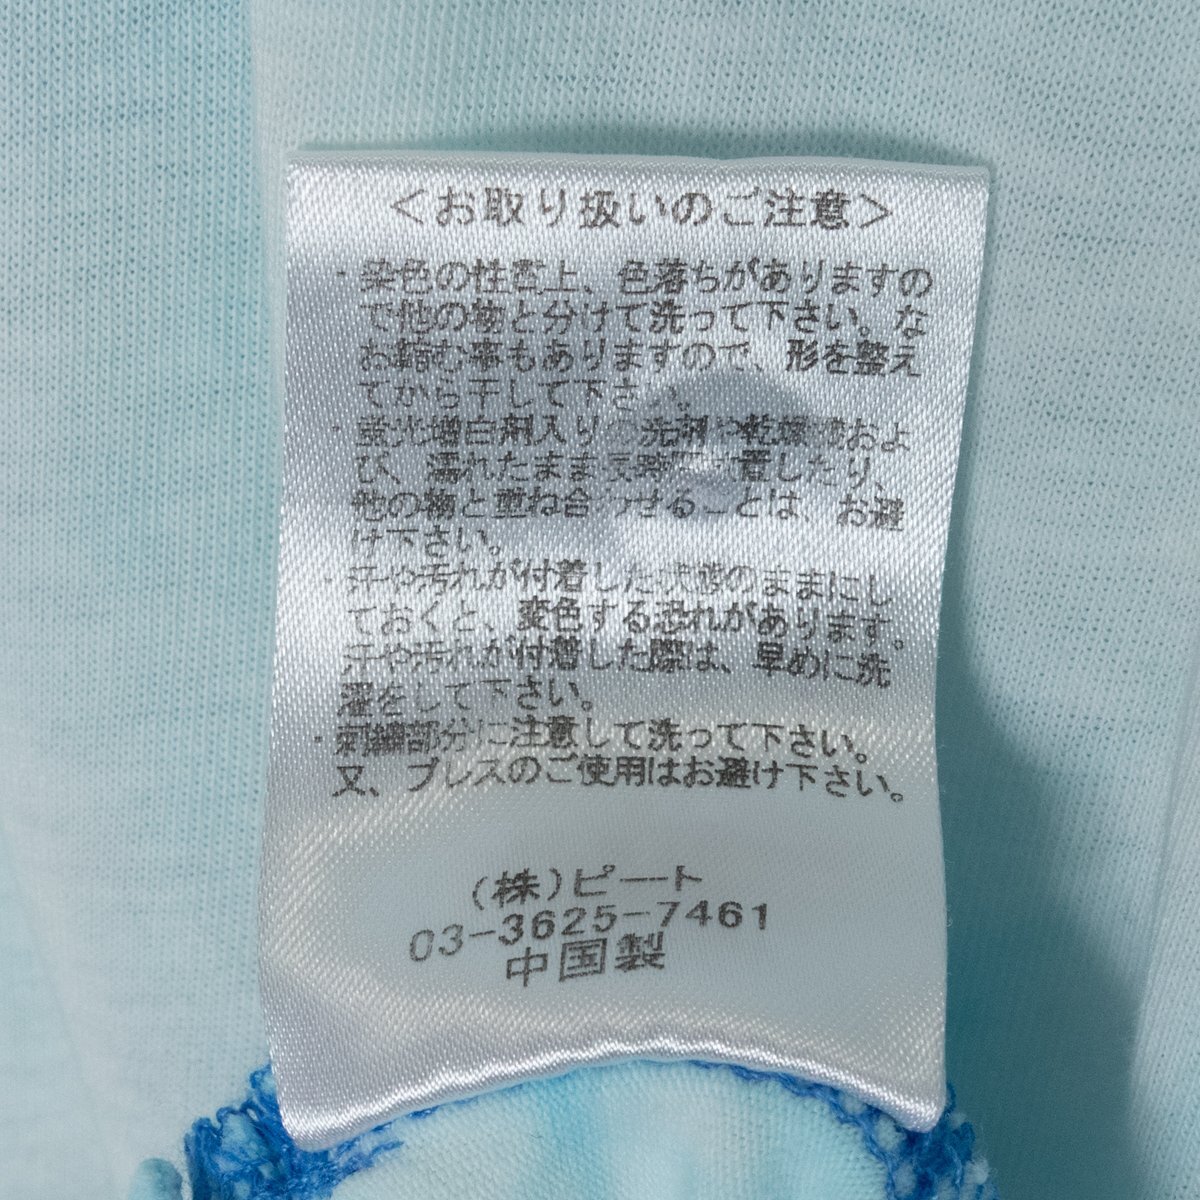 ＜お取り扱いのご注意＞
・染色の性質上、色落ちがありますの
で他の物と分けて洗って下さい。な
お縮む事もありますので、形を整え
てから干して下さい。
・蛍光増白剤入りの洗剤や乾燥機およ
び、濡れたまま長時間放置したり、
他の物と重ね合わせることは、お避
け下さい。
・汗や汚れが付着した状態のままにし
ておくと、変色する恐れがあります。
汗や汚れが付着した際は、早めに洗
濯をして下さい。
・刺繍部分に注意して洗って下さい。
又、プレスのご使用はお避け下さい。
(株)ピート
03-3625-7461
中国製